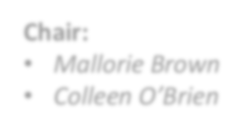 Chair:
• Mallorie Brown
• Colleen O'Brien